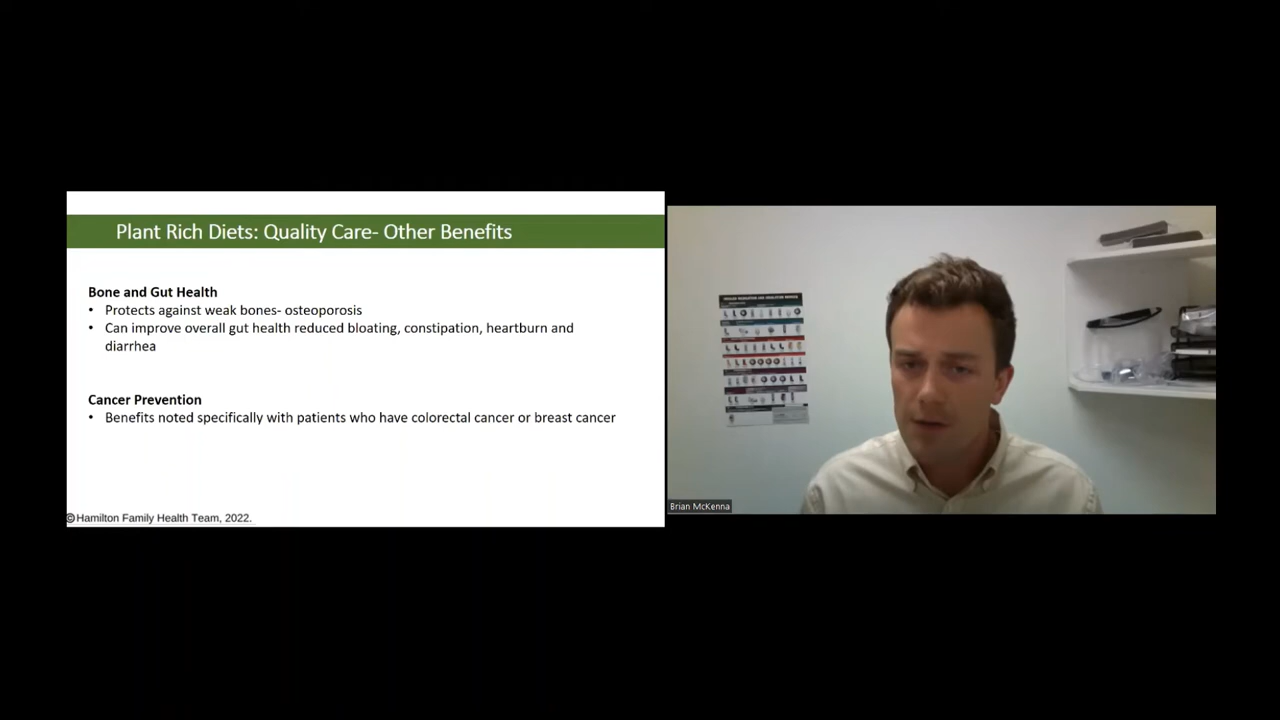 Plant Rich Diets: Quality Care- Other Benefits
Bone and Gut Health
• Protects against weak bones- osteoporosis
• Can improve overall gut health reduced bloating, constipation, heartburn and
diarrhea
Cancer Prevention
• Benefits noted specifically with patients who have colorectal cancer or breast cancer
©Hamilton Family Health Team, 2022.
Brian McKenna